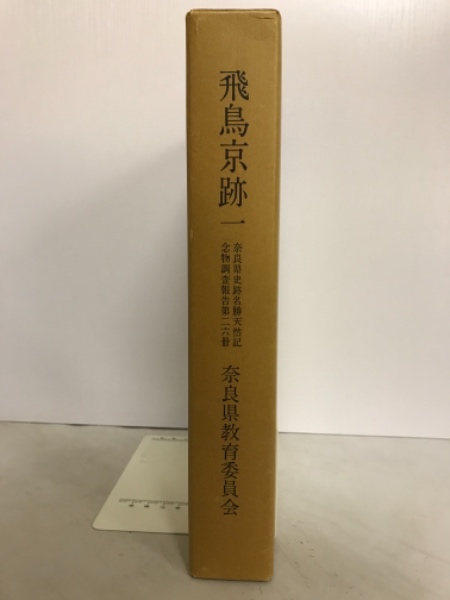 飛鳥京跡一
奈良県史跡名勝天然記
念物調査報告第二六冊
奈良県教育委員会